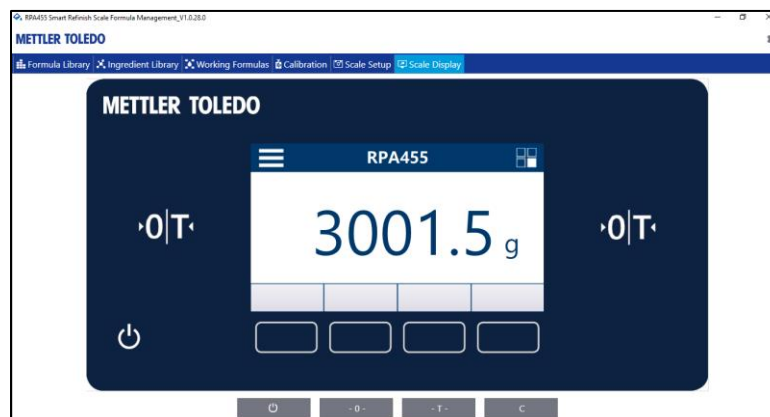 RPA455 Smart Refinish Scale Formula Management_V1.0.28.0
METTLER TOLEDO
Formula Library Ingredient Library Working Formulas Calibration Scale Setup Scale Display
METTLER TOLEDO
RPA455
→0|T← 3001.5 g →0|T←
- 0 - - T - C